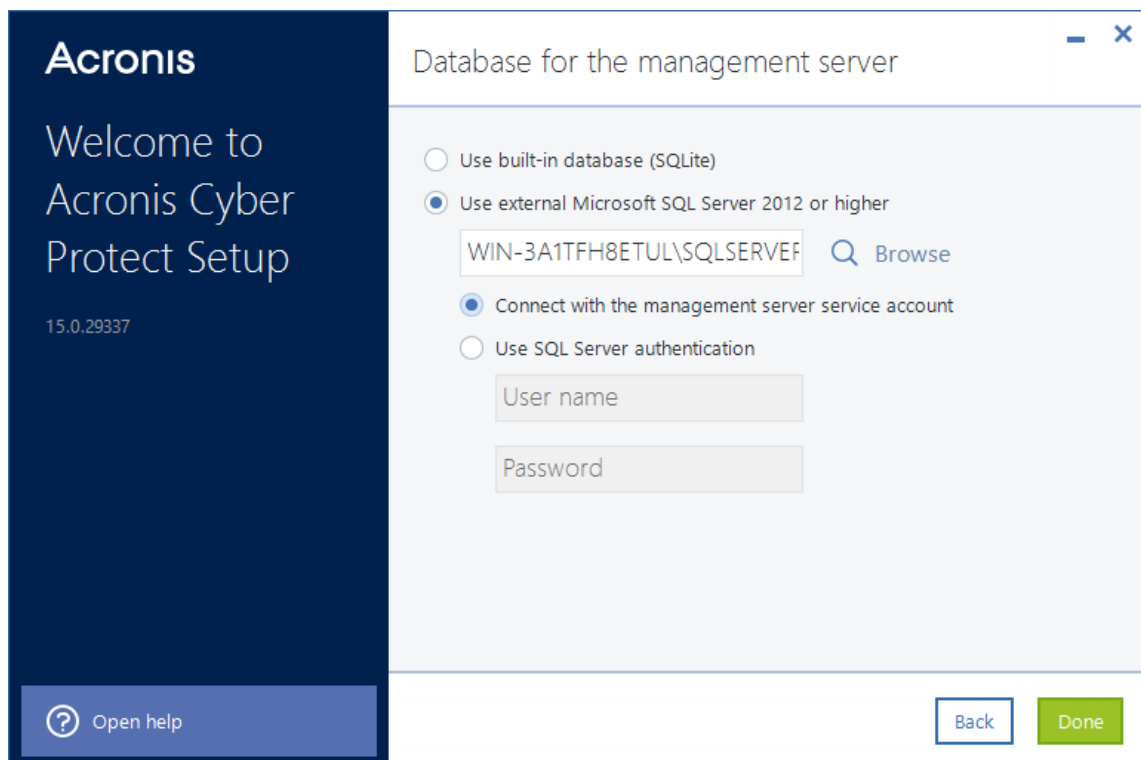 Acronis
Welcome to
Acronis Cyber
Protect Setup
15.0.29337
Open help
Database for the management server
Use built-in database (SQLite)
Use external Microsoft SQL Server 2012 or higher
WIN-3A1TFH8ETUL\SQLSERVER
Browse
Connect with the management server service account
Use SQL Server authentication
User name
Password
Back
Done